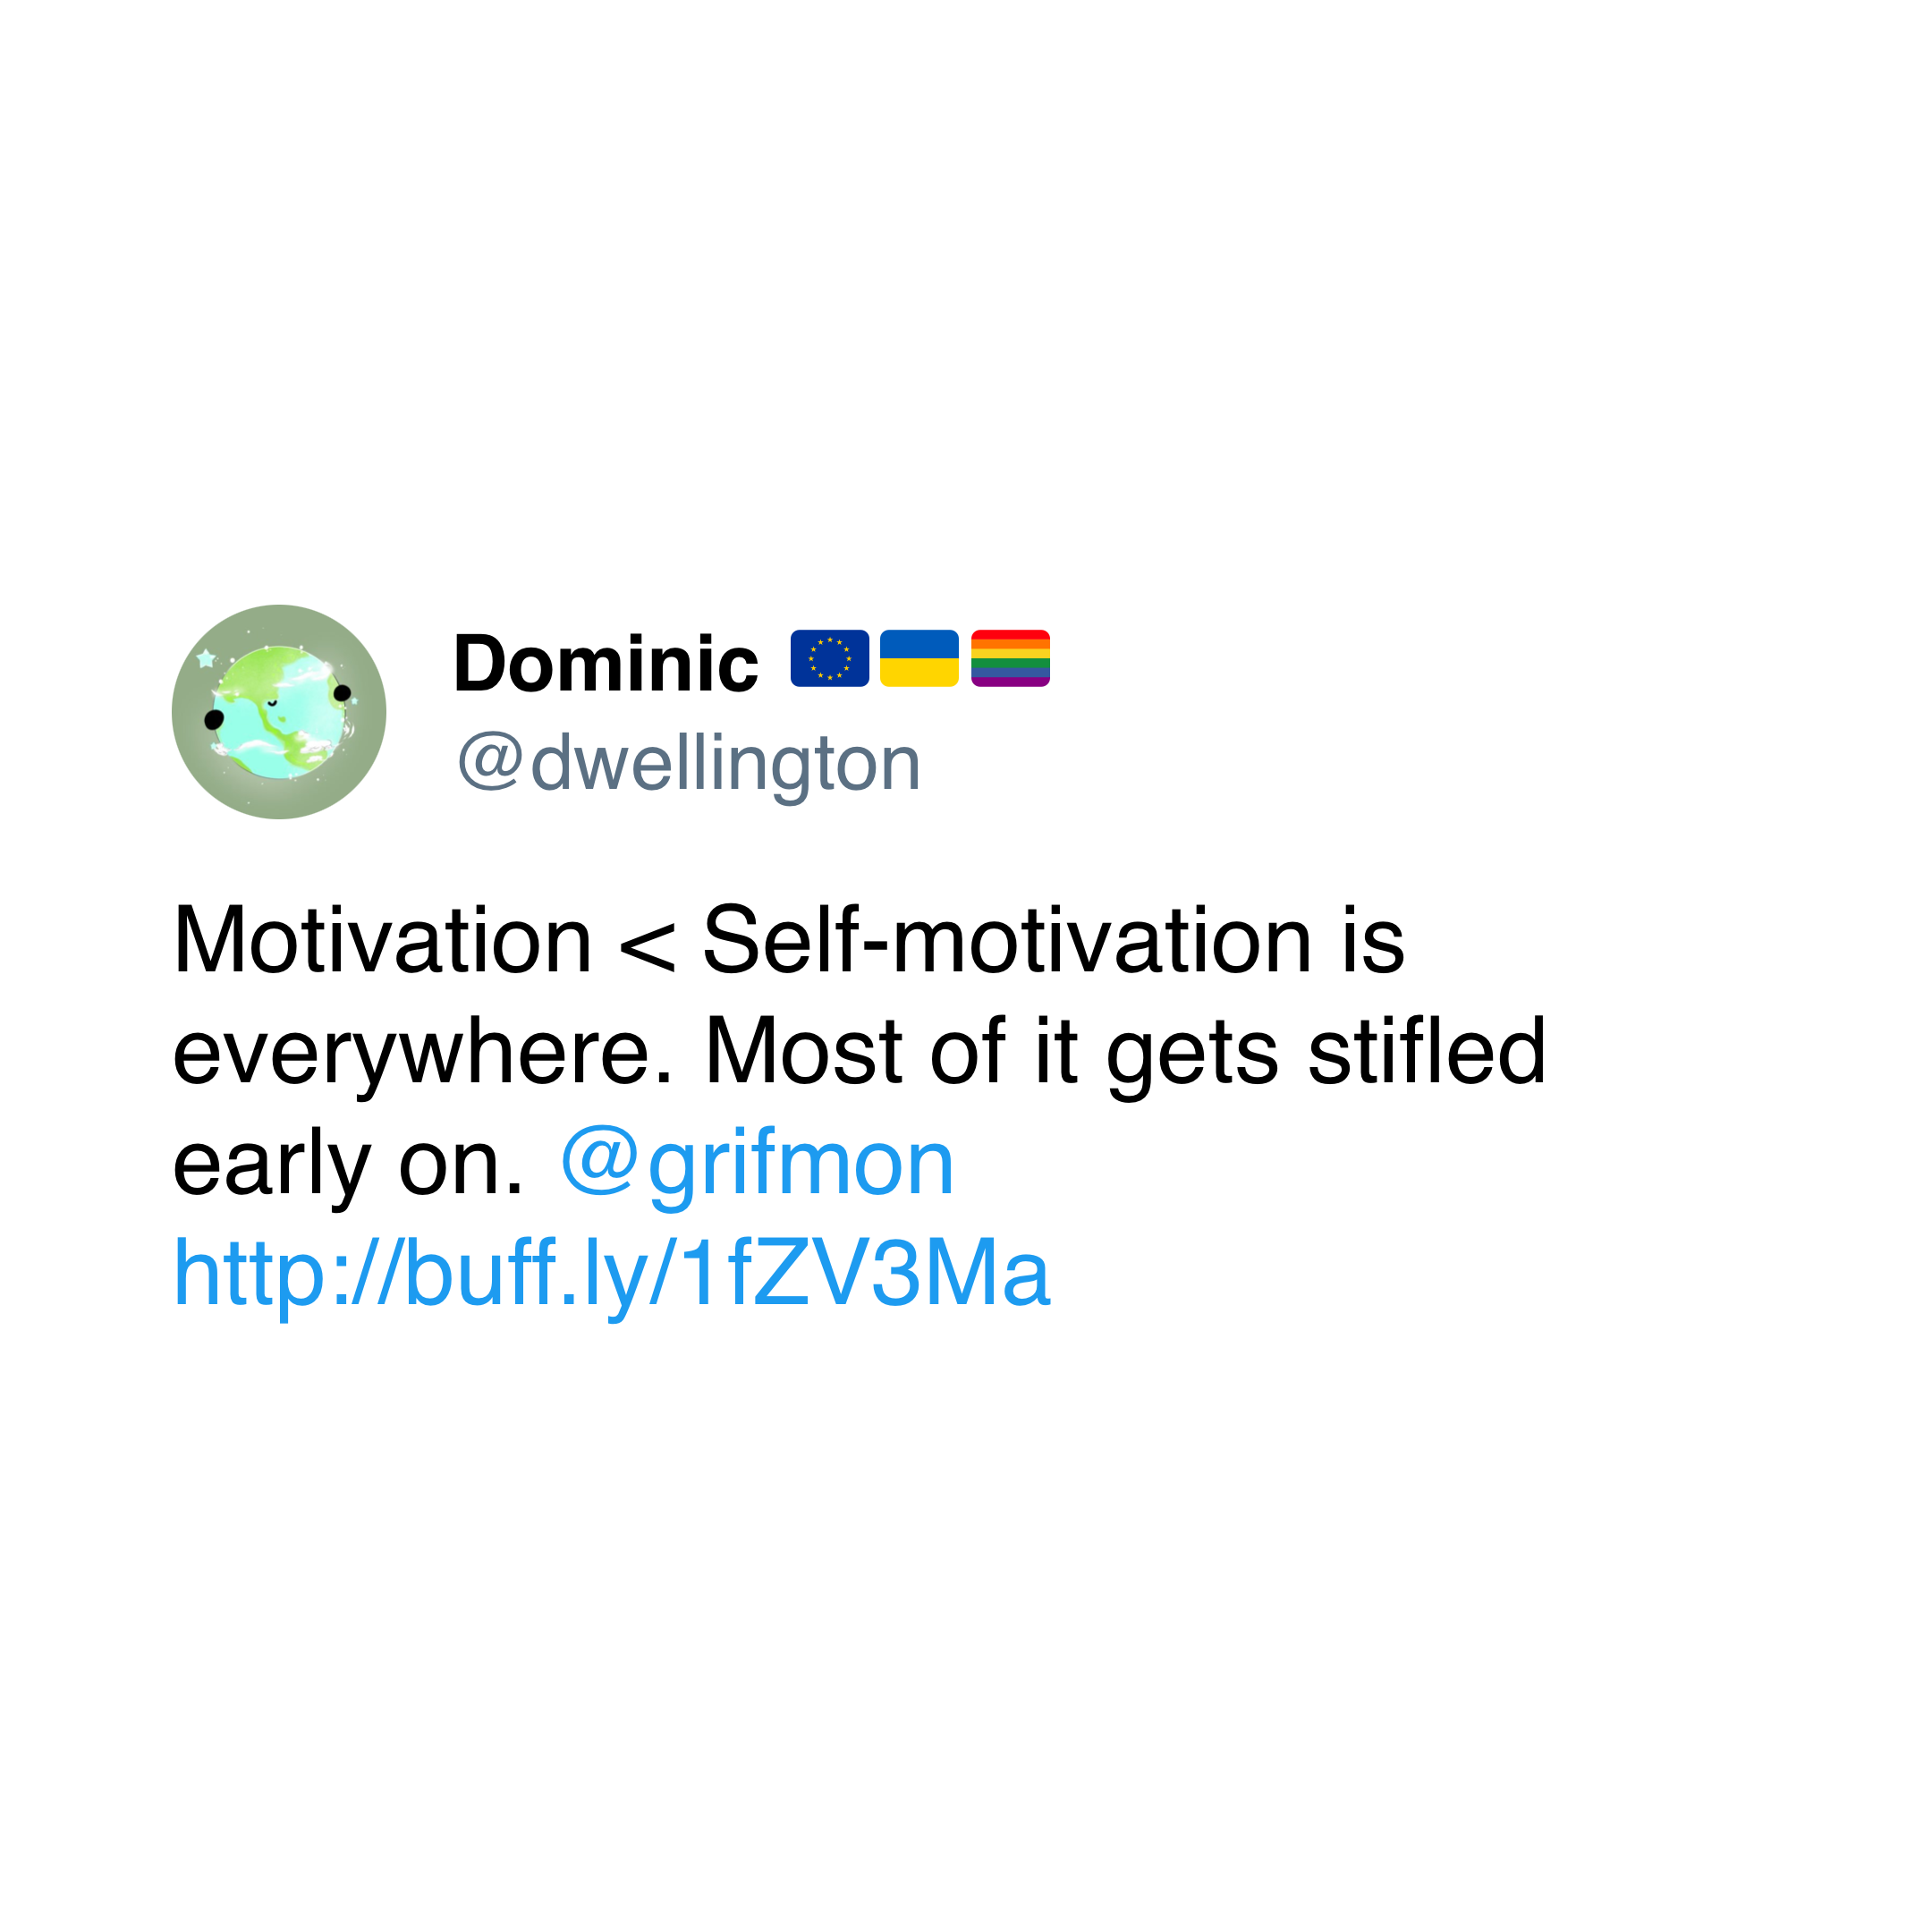 Dominic 🇪🇺🇺🇦🏳️‍🌈
@dwellington
Motivation < Self-motivation is
everywhere. Most of it gets stifled
early on. @grifmon
http://buff.ly/1fZV3Ma